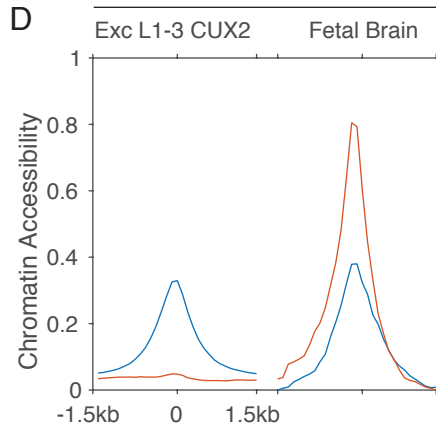 D
Exc L1-3 CUX2 Fetal Brain
Chromatin Accessibility
1
0.8
0.6
0.4
0.2
0
-1.5kb 0 1.5kb